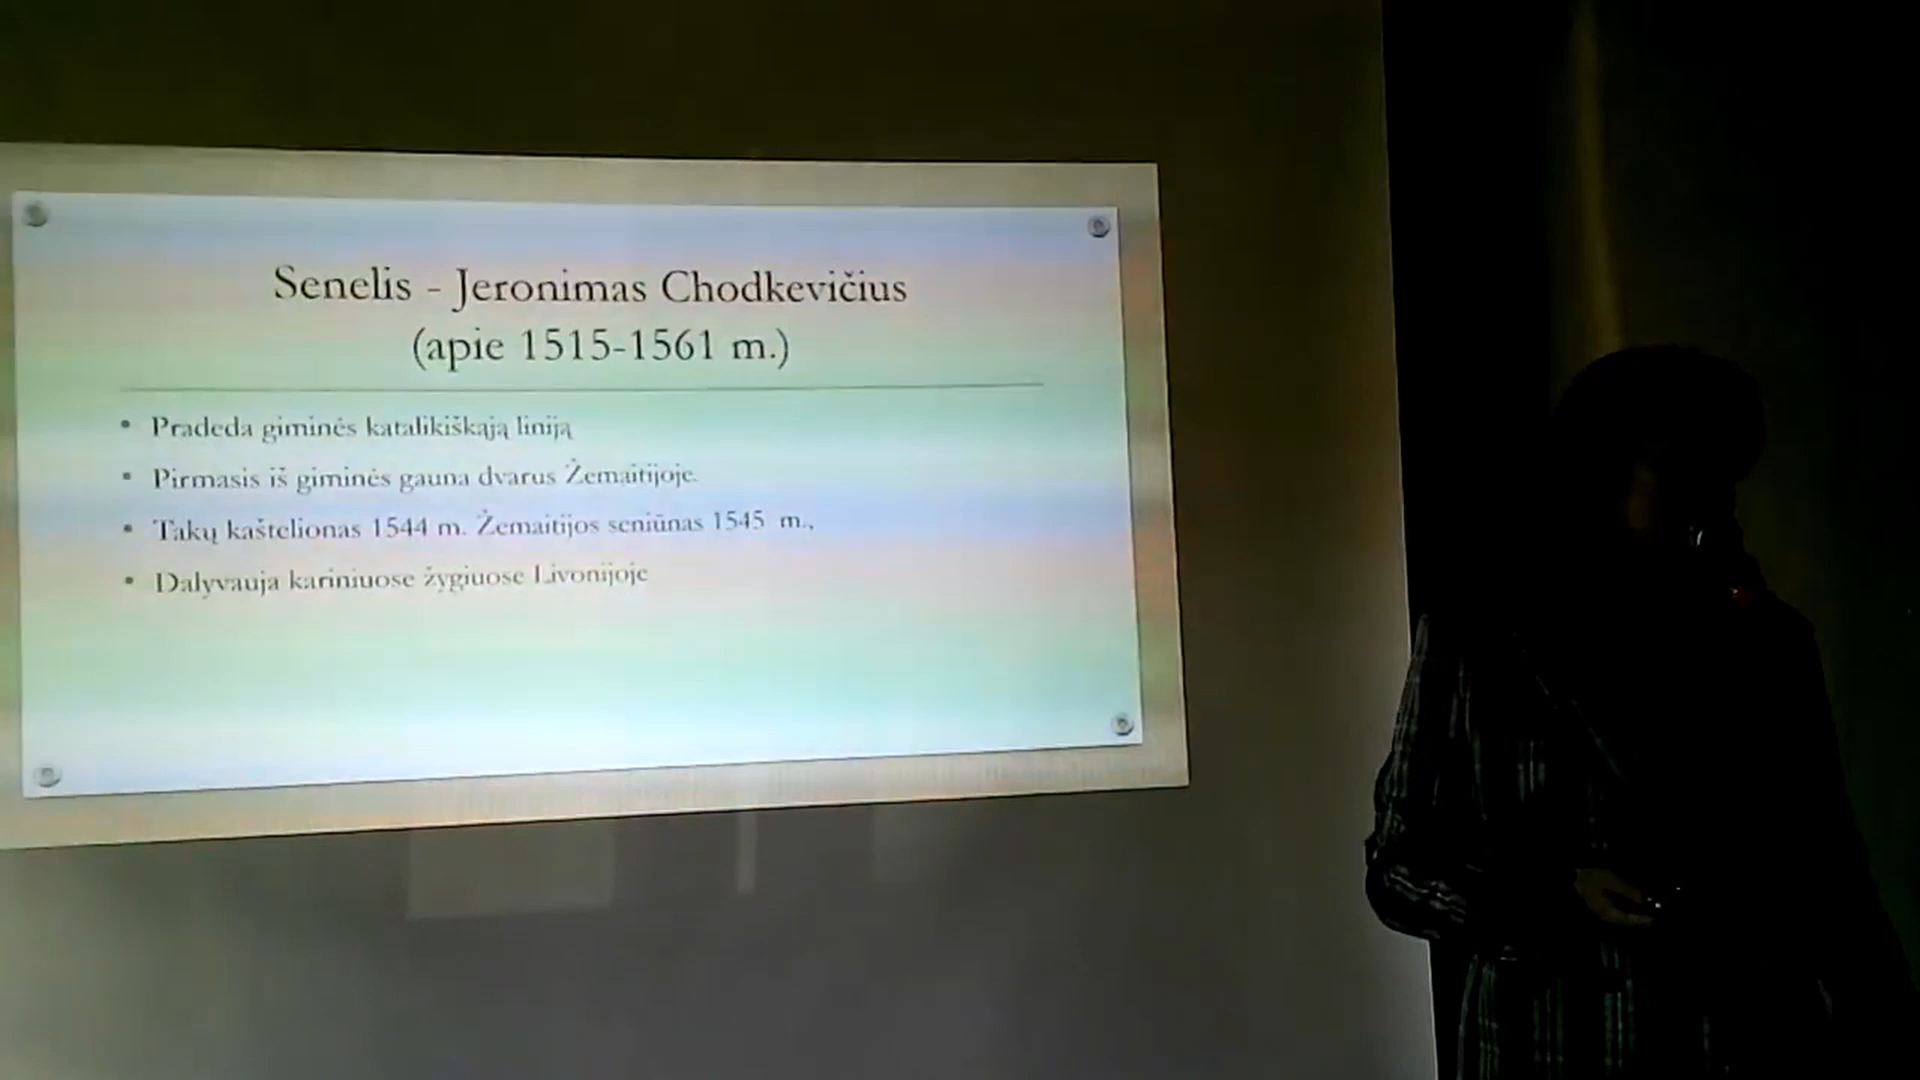 Senelis - Jeronimas Chodkevičius
(apie 1515-1561 m.)
• Pradeda giminės katalikiškąją liniją
• Pirmasis iš giminės gauna dvarus Žemaitijoje.
• Takų kaštelionas 1544 m. Žemaitijos seniūnas 1545 m.,
• Dalyvauja kariniuose žygiuose Livonijoje